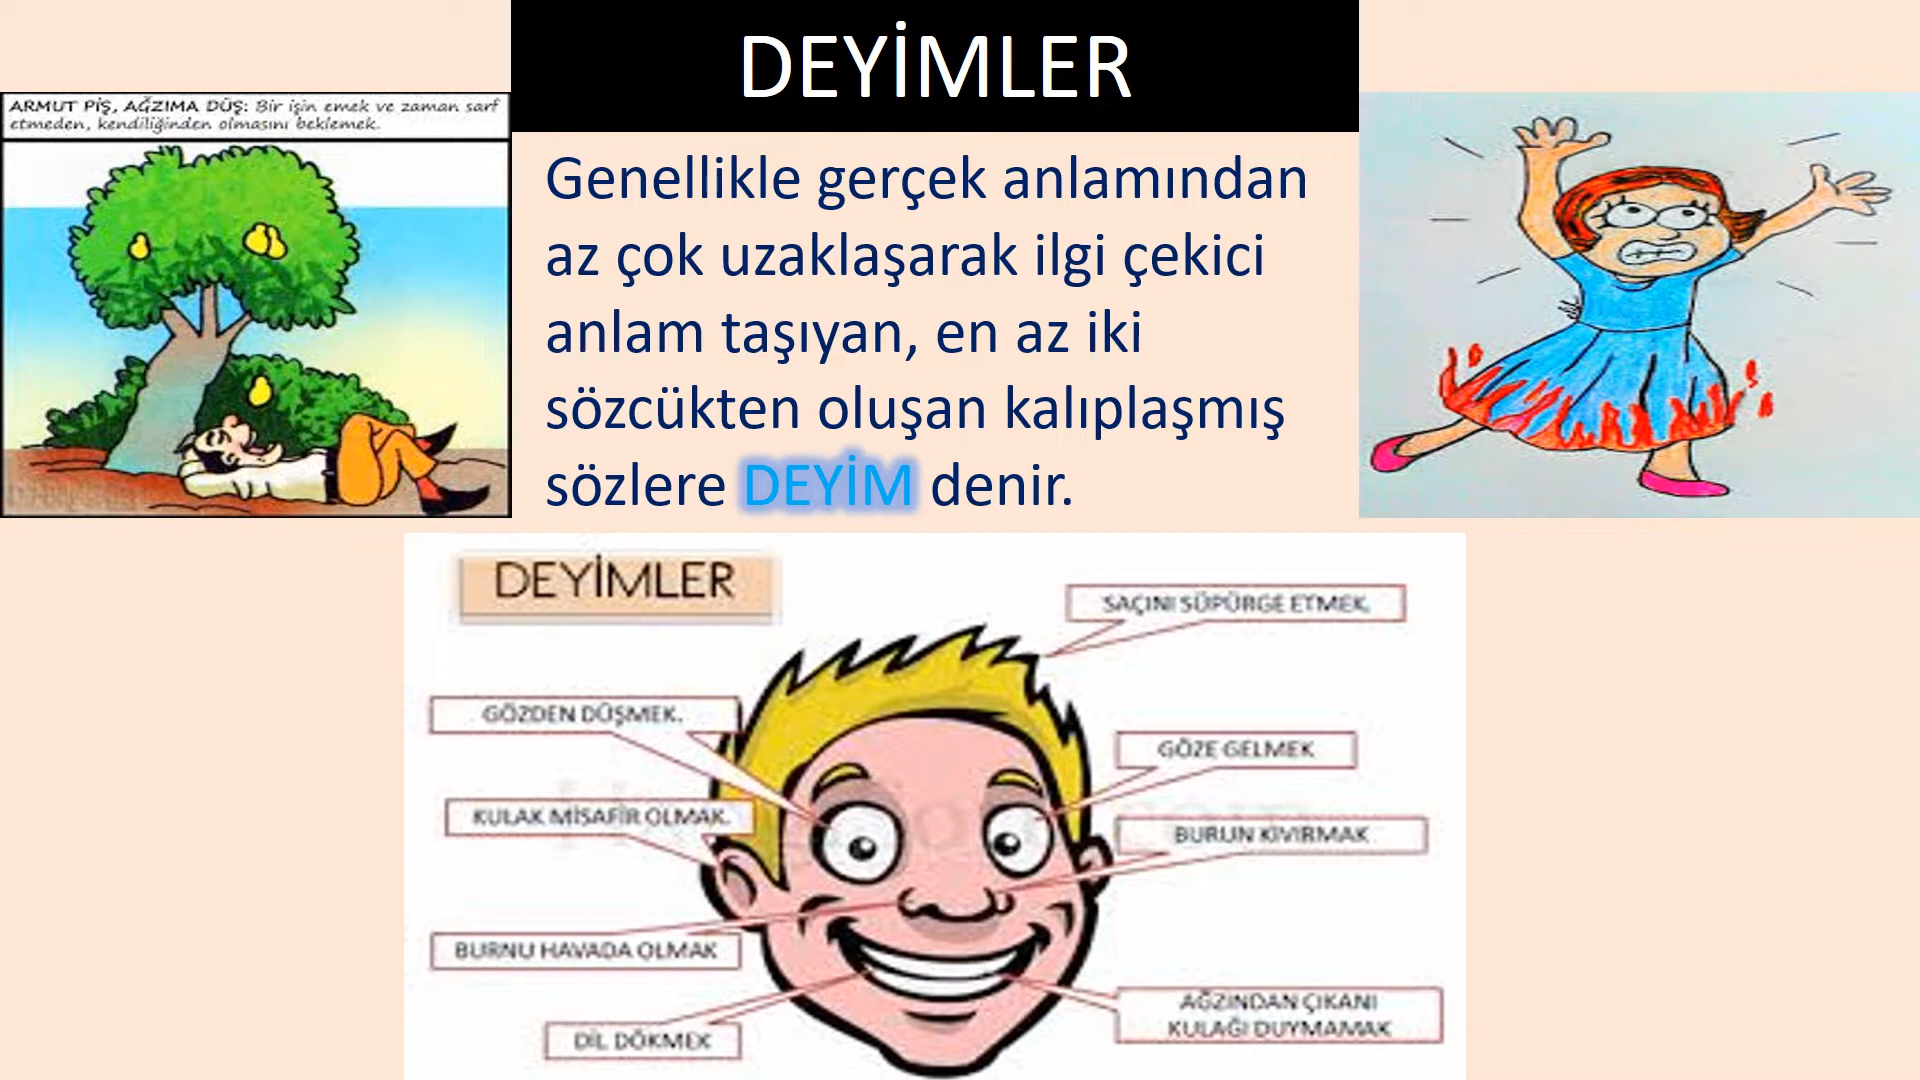 DEYİMLER
ARMUT PİŞ, AĞZIMA DÜŞ: Bir işin emek ve zaman sarf
etmeden, kendiliğinden olmasını beklemek.
Genellikle gerçek anlamından
az çok uzaklaşarak ilgi çekici
anlam taşıyan, en az iki
sözcükten oluşan kalıplaşmış
sözlere DEYİM denir.
DEYİMLER
SAÇINI SÜPÜRGE ETMEK.
GÖZDEN DÜŞMEK.
GÖZE GELMEK
KULAK MİSAFİR OLMAK.
BURUN KIVIRMAK
BURNU HAVADA OLMAK
AĞZINDAN ÇIKANI
KULAĞI DUYMAMAK
DİL DÖKMEK